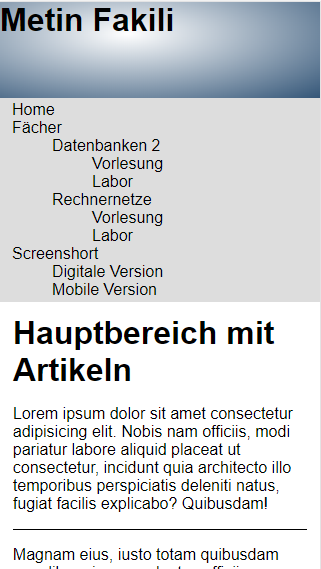 Metin Fakili
Home
Fächer
Datenbanken 2
Vorlesung
Labor
Rechnernetze
Vorlesung
Labor
Screenshort
Digitale Version
Mobile Version
Hauptbereich mit
Artikeln
Lorem ipsum dolor sit amet consectetur
adipisicing elit. Nobis nam officiis, modi
pariatur labore aliquid placeat ut
consectetur, incidunt quia architecto illo
temporibus perspiciatis deleniti natus,
fugiat facilis explicabo? Quibusdam!
Magnam eius, iusto totam quibusdam